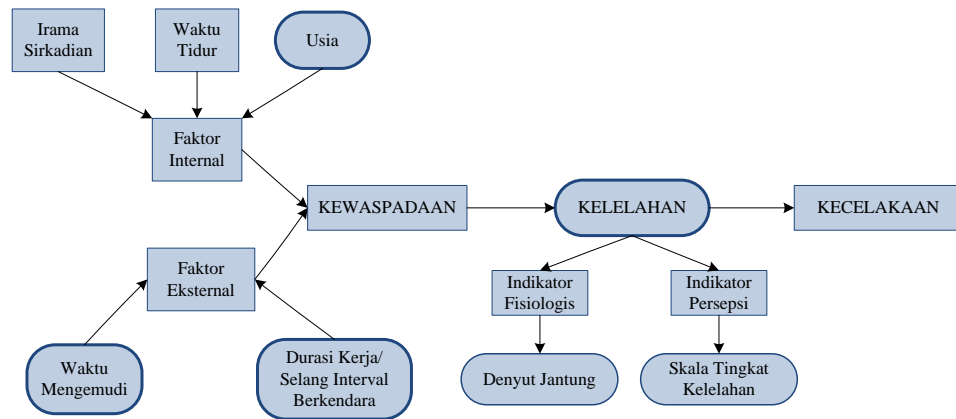 Irama
Sirkadian
Waktu
Tidur
Usia
Faktor
Internal
KEWASPADAAN
KELELAHAN
KECELAKAAN
Faktor
Eksternal
Indikator
Fisiologis
Indikator
Persepsi
Waktu
Mengemudi
Durasi Kerja/
Selang Interval
Berkendara
Denyut Jantung
Skala Tingkat
Kelelahan